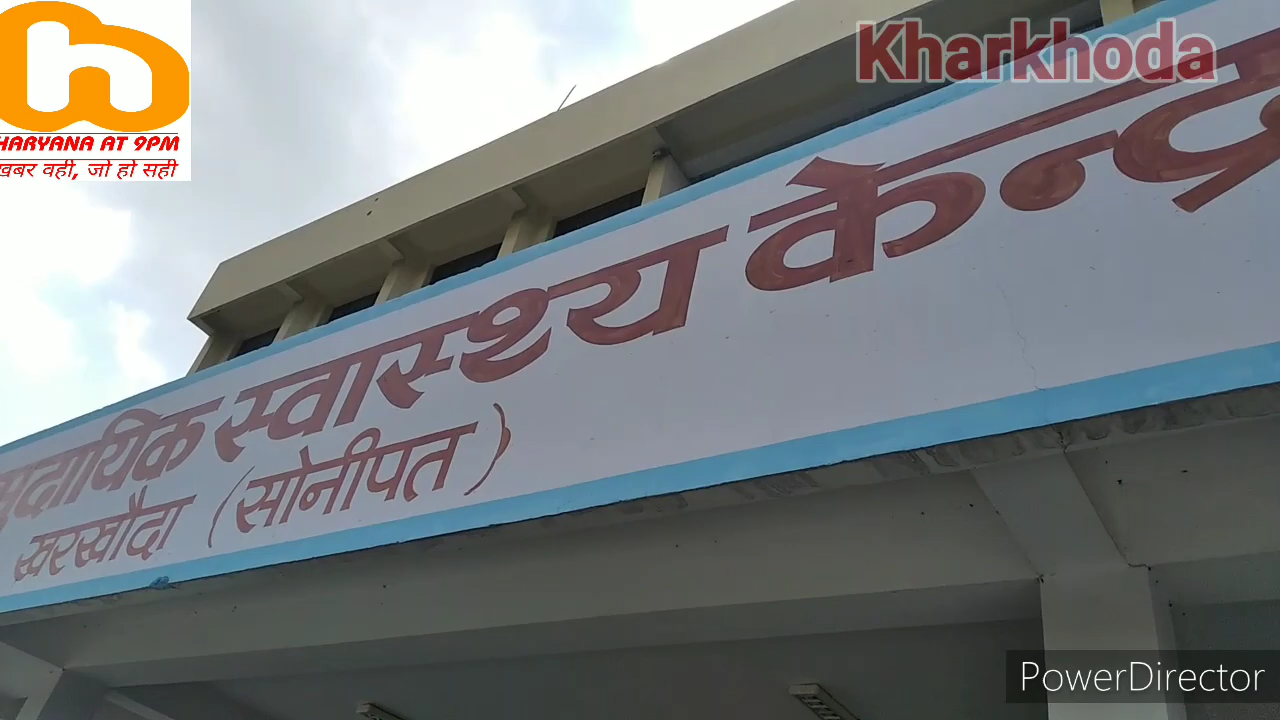 Kharkhoda
HARYANA AT 9PM
खबर वही, जो हो सही
मुदायिक स्वास्थ्य केन्द्र
खरखौदा (सोनीपत)
PowerDirector